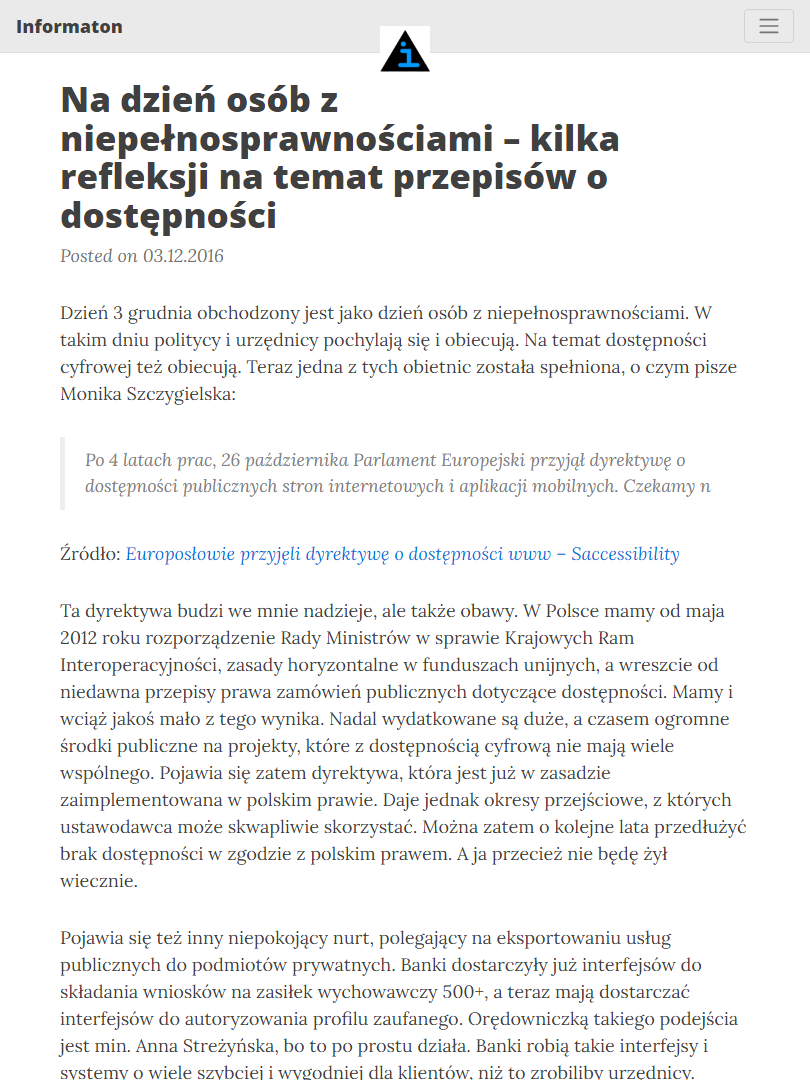 Informaton
i
Na dzień osób z
niepełnosprawnościami – kilka
refleksji na temat przepisów o
dostępności
Posted on 03.12.2016
Dzień 3 grudnia obchodzony jest jako dzień osób z niepełnosprawnościami. W
takim dniu politycy i urzędnicy pochylają się i obiecują. Na temat dostępności
cyfrowej też obiecują. Teraz jedna z tych obietnic została spełniona, o czym pisze
Monika Szczygielska:
Po 4 latach prac, 26 października Parlament Europejski przyjął dyrektywę o
dostępności publicznych stron internetowych i aplikacji mobilnych. Czekamy n
Źródło: Europosłowie przyjęli dyrektywę o dostępności www – Saccessibility
Ta dyrektywa budzi we mnie nadzieje, ale także obawy. W Polsce mamy od maja
2012 roku rozporządzenie Rady Ministrów w sprawie Krajowych Ram
Interoperacyjności, zasady horyzontalne w funduszach unijnych, a wreszcie od
niedawna przepisy prawa zamówień publicznych dotyczące dostępności. Mamy i
wciąż jakoś mało z tego wynika. Nadal wydatkowane są duże, a czasem ogromne
środki publiczne na projekty, które z dostępnością cyfrową nie mają wiele
wspólnego. Pojawia się zatem dyrektywa, która jest już w zasadzie
zaimplementowana w polskim prawie. Daje jednak okresy przejściowe, z których
ustawodawca może skwapliwie skorzystać. Można zatem o kolejne lata przedłużyć
brak dostępności w zgodzie z polskim prawem. A ja przecież nie będę żył
wiecznie.
Pojawia się też inny niepokojący nurt, polegający na eksportowaniu usług
publicznych do podmiotów prywatnych. Banki dostarczyły już interfejsów do
składania wniosków na zasiłek wychowawczy 500+, a teraz mają dostarczać
interfejsów do autoryzowania profilu zaufanego. Orędowniczką takiego podejścia
jest min. Anna Streżyńska, bo to po prostu działa. Banki robią takie interfejsy i
systemy o wiele szybciej i wygodniej dla klientów, niż to zrobiliby urzędnicy.